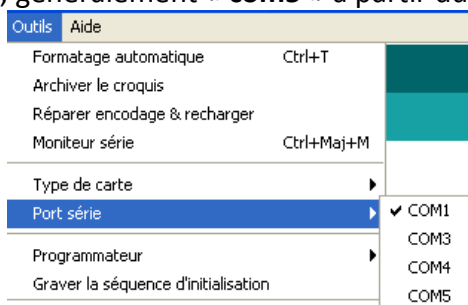 généralement « com3 » à partir du
Outils Aide
Formatage automatique Ctrl+T
Archiver le croquis
Réparer encodage & recharger
Moniteur série Ctrl+Maj+M
Type de carte
Port série
COM1
COM3
Programmateur
COM4
Graver la séquence d'initialisation
COM5